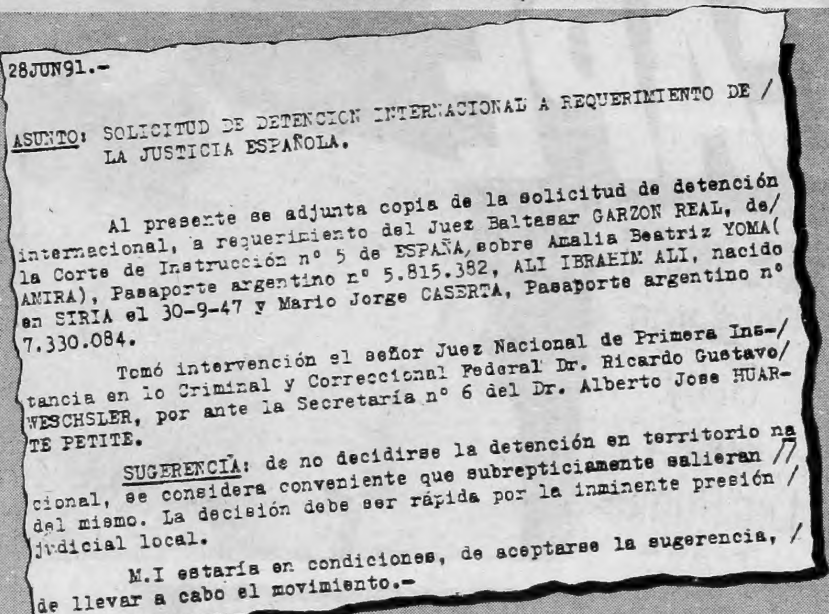 28JUN91.-
ASUNTO: SOLICITUD DE DETENCION INTERNACIONAL A REQUERIMIENTO DE /
LA JUSTICIA ESPAÑOLA.
Al presente se adjunta copia de la solicitud de detención
internacional, a requerimiento del Juez Baltasar GARZON REAL, de/
la Corte de Instrucción nº 5 de ESPAÑA, sobre Amalia Beatriz YOMA(
AMIRA), Pasaporte argentino nº 5.815.382, ALI IBRAHIM ALI, nacido
en SIRIA el 30-9-47 y Mario Jorge CASERTA, Pasaporte argentino nº
7.330.084.
Tomó intervención el señor Juez Nacional de Primera Ins-/
tancia en lo Criminal y Correccional Federal Dr. Ricardo Gustavo/
WESCHSLER, por ante la Secretaría nº 6 del Dr. Alberto Jose HUAR-
TE PETITE.
SUGERENCIA: de no decidirse la detención en territorio na
cional, se considera conveniente que subrepticiamente salieran //
del mismo. La decisión debe ser rápida por la inminente presión /
judicial local.
M.I estaría en condiciones, de aceptarse la sugerencia, /
de llevar a cabo el movimiento.-